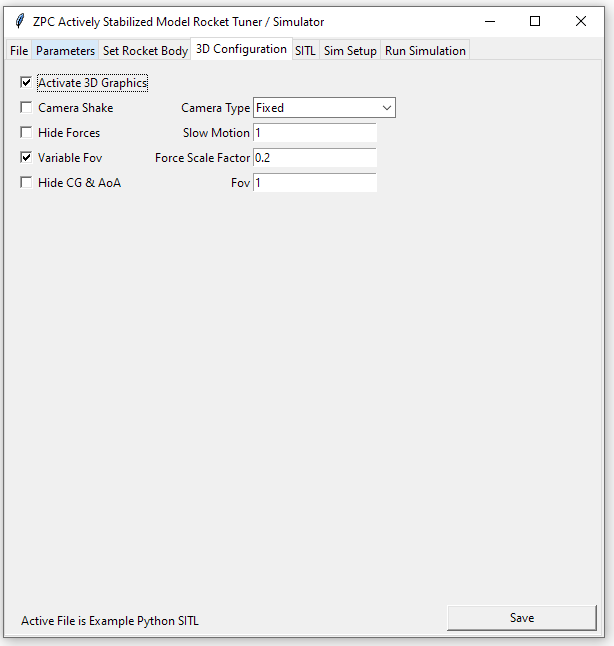 ZPC Actively Stabilized Model Rocket Tuner / Simulator
File Parameters Set Rocket Body 3D Configuration SITL Sim Setup Run Simulation
Activate 3D Graphics
Camera Shake Camera Type Fixed
Hide Forces Slow Motion 1
Variable Fov Force Scale Factor 0.2
Hide CG & AoA Fov 1
Active File is Example Python SITL Save